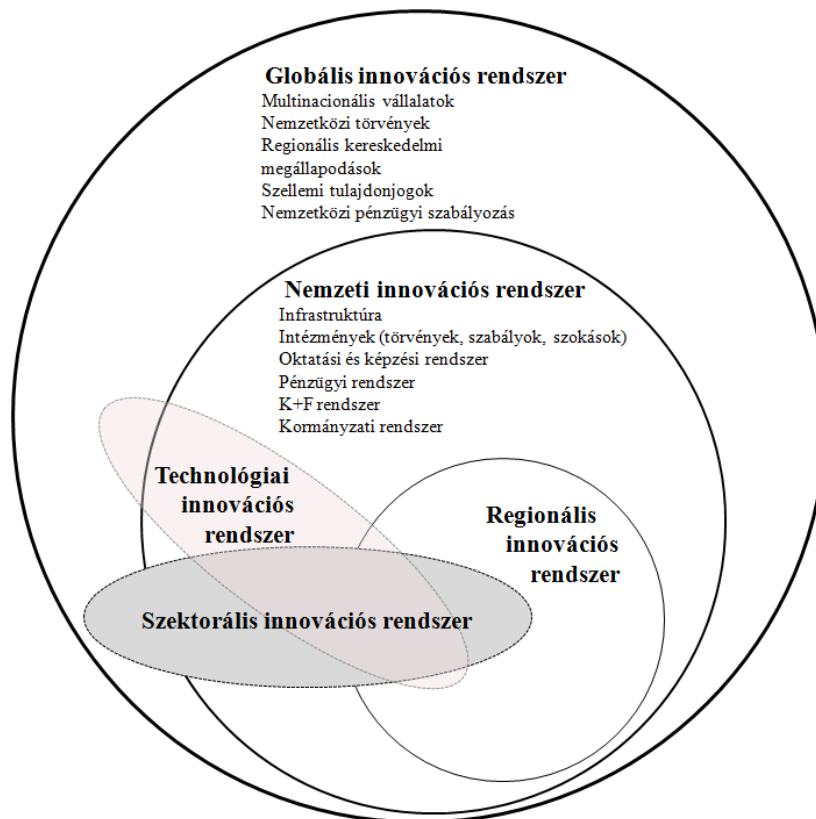 Globális innovációs rendszer
Multinacionális vállalatok
Nemzetközi törvények
Regionális kereskedelmi
megállapodások
Szellemi tulajdonjogok
Nemzetközi pénzügyi szabályozás
Nemzeti innovációs rendszer
Infrastruktúra
Intézmények (törvények, szabályok, szokások)
Oktatási és képzési rendszer
Pénzügyi rendszer
K+F rendszer
Kormányzati rendszer
Technológiai
innovációs
rendszer
Regionális
innovációs
rendszer
Szektorális innovációs rendszer